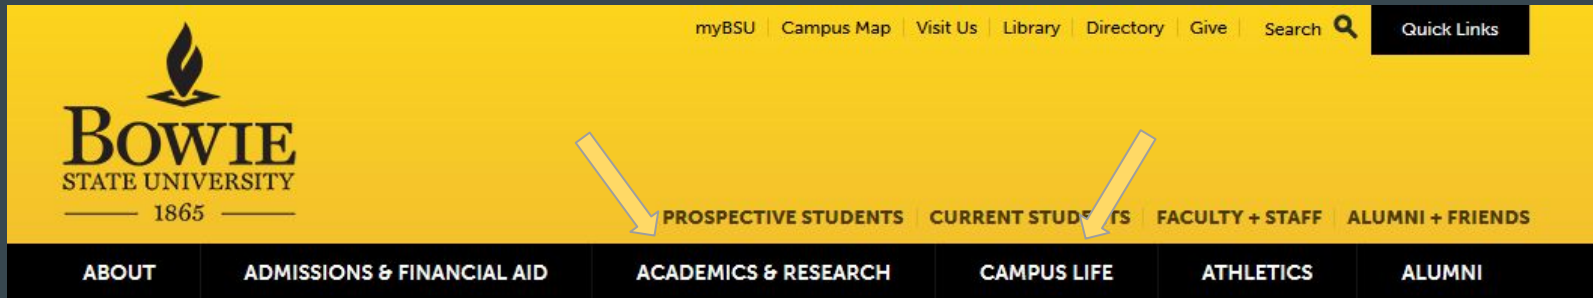 myBSU Campus Map Visit Us Library Directory Give Search Quick Links
BOWIE
STATE UNIVERSITY
1865
PROSPECTIVE STUDENTS CURRENT STUDENTS FACULTY + STAFF ALUMNI + FRIENDS
ABOUT ADMISSIONS & FINANCIAL AID ACADEMICS & RESEARCH CAMPUS LIFE ATHLETICS ALUMNI